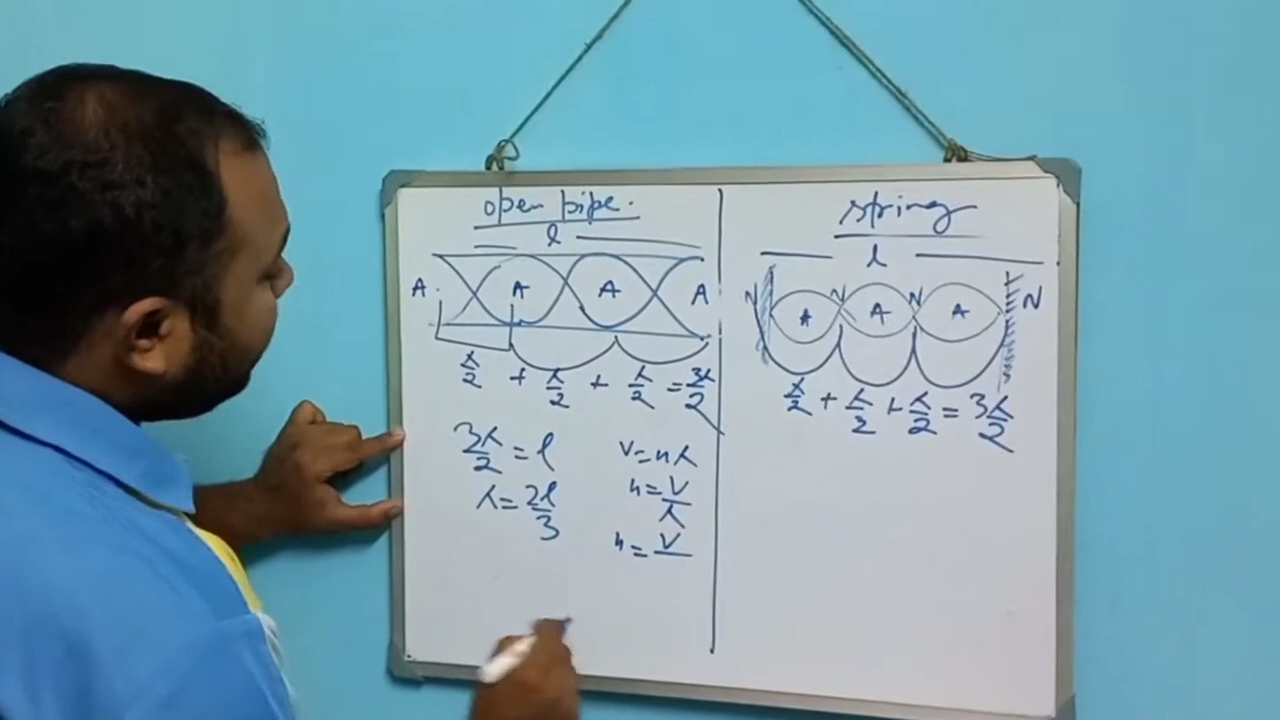 open pipe.
l
A A A A
λ/2 + λ/2 + λ/2 = 3λ/2
3λ/2 = l
λ = 2l/3
v = nλ
n = v/λ
n = v/
string
l
N A N A N A N
λ/2 + λ/2 + λ/2 = 3λ/2